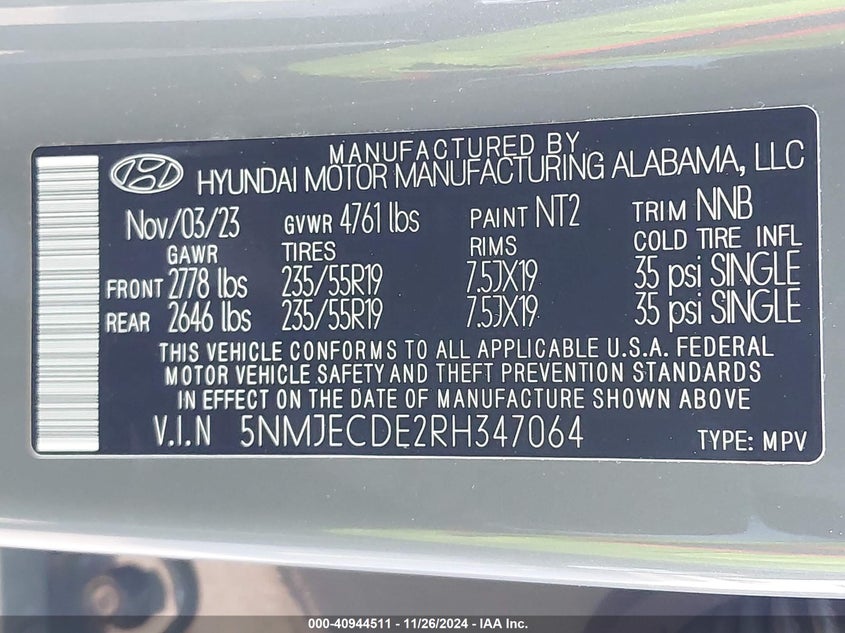 MANUFACTURED BY
HYUNDAI MOTOR MANUFACTURING ALABAMA, LLC
Nov/03/23 GVWR 4761 lbs PAINT NT2 TRIM NNB
GAWR TIRES RIMS COLD TIRE INFL
FRONT 2778 lbs 235/55R19 7.5JX19 35 psi SINGLE
REAR 2646 lbs 235/55R19 7.5JX19 35 psi SINGLE
THIS VEHICLE CONFORMS TO ALL APPLICABLE U.S.A. FEDERAL
MOTOR VEHICLE SAFETY AND THEFT PREVENTION STANDARDS
IN EFFECT ON THE DATE OF MANUFACTURE SHOWN ABOVE
V.I.N 5NMJECDE2RH347064 TYPE: MPV
000-40944511 - 11/26/2024 - IAA Inc.